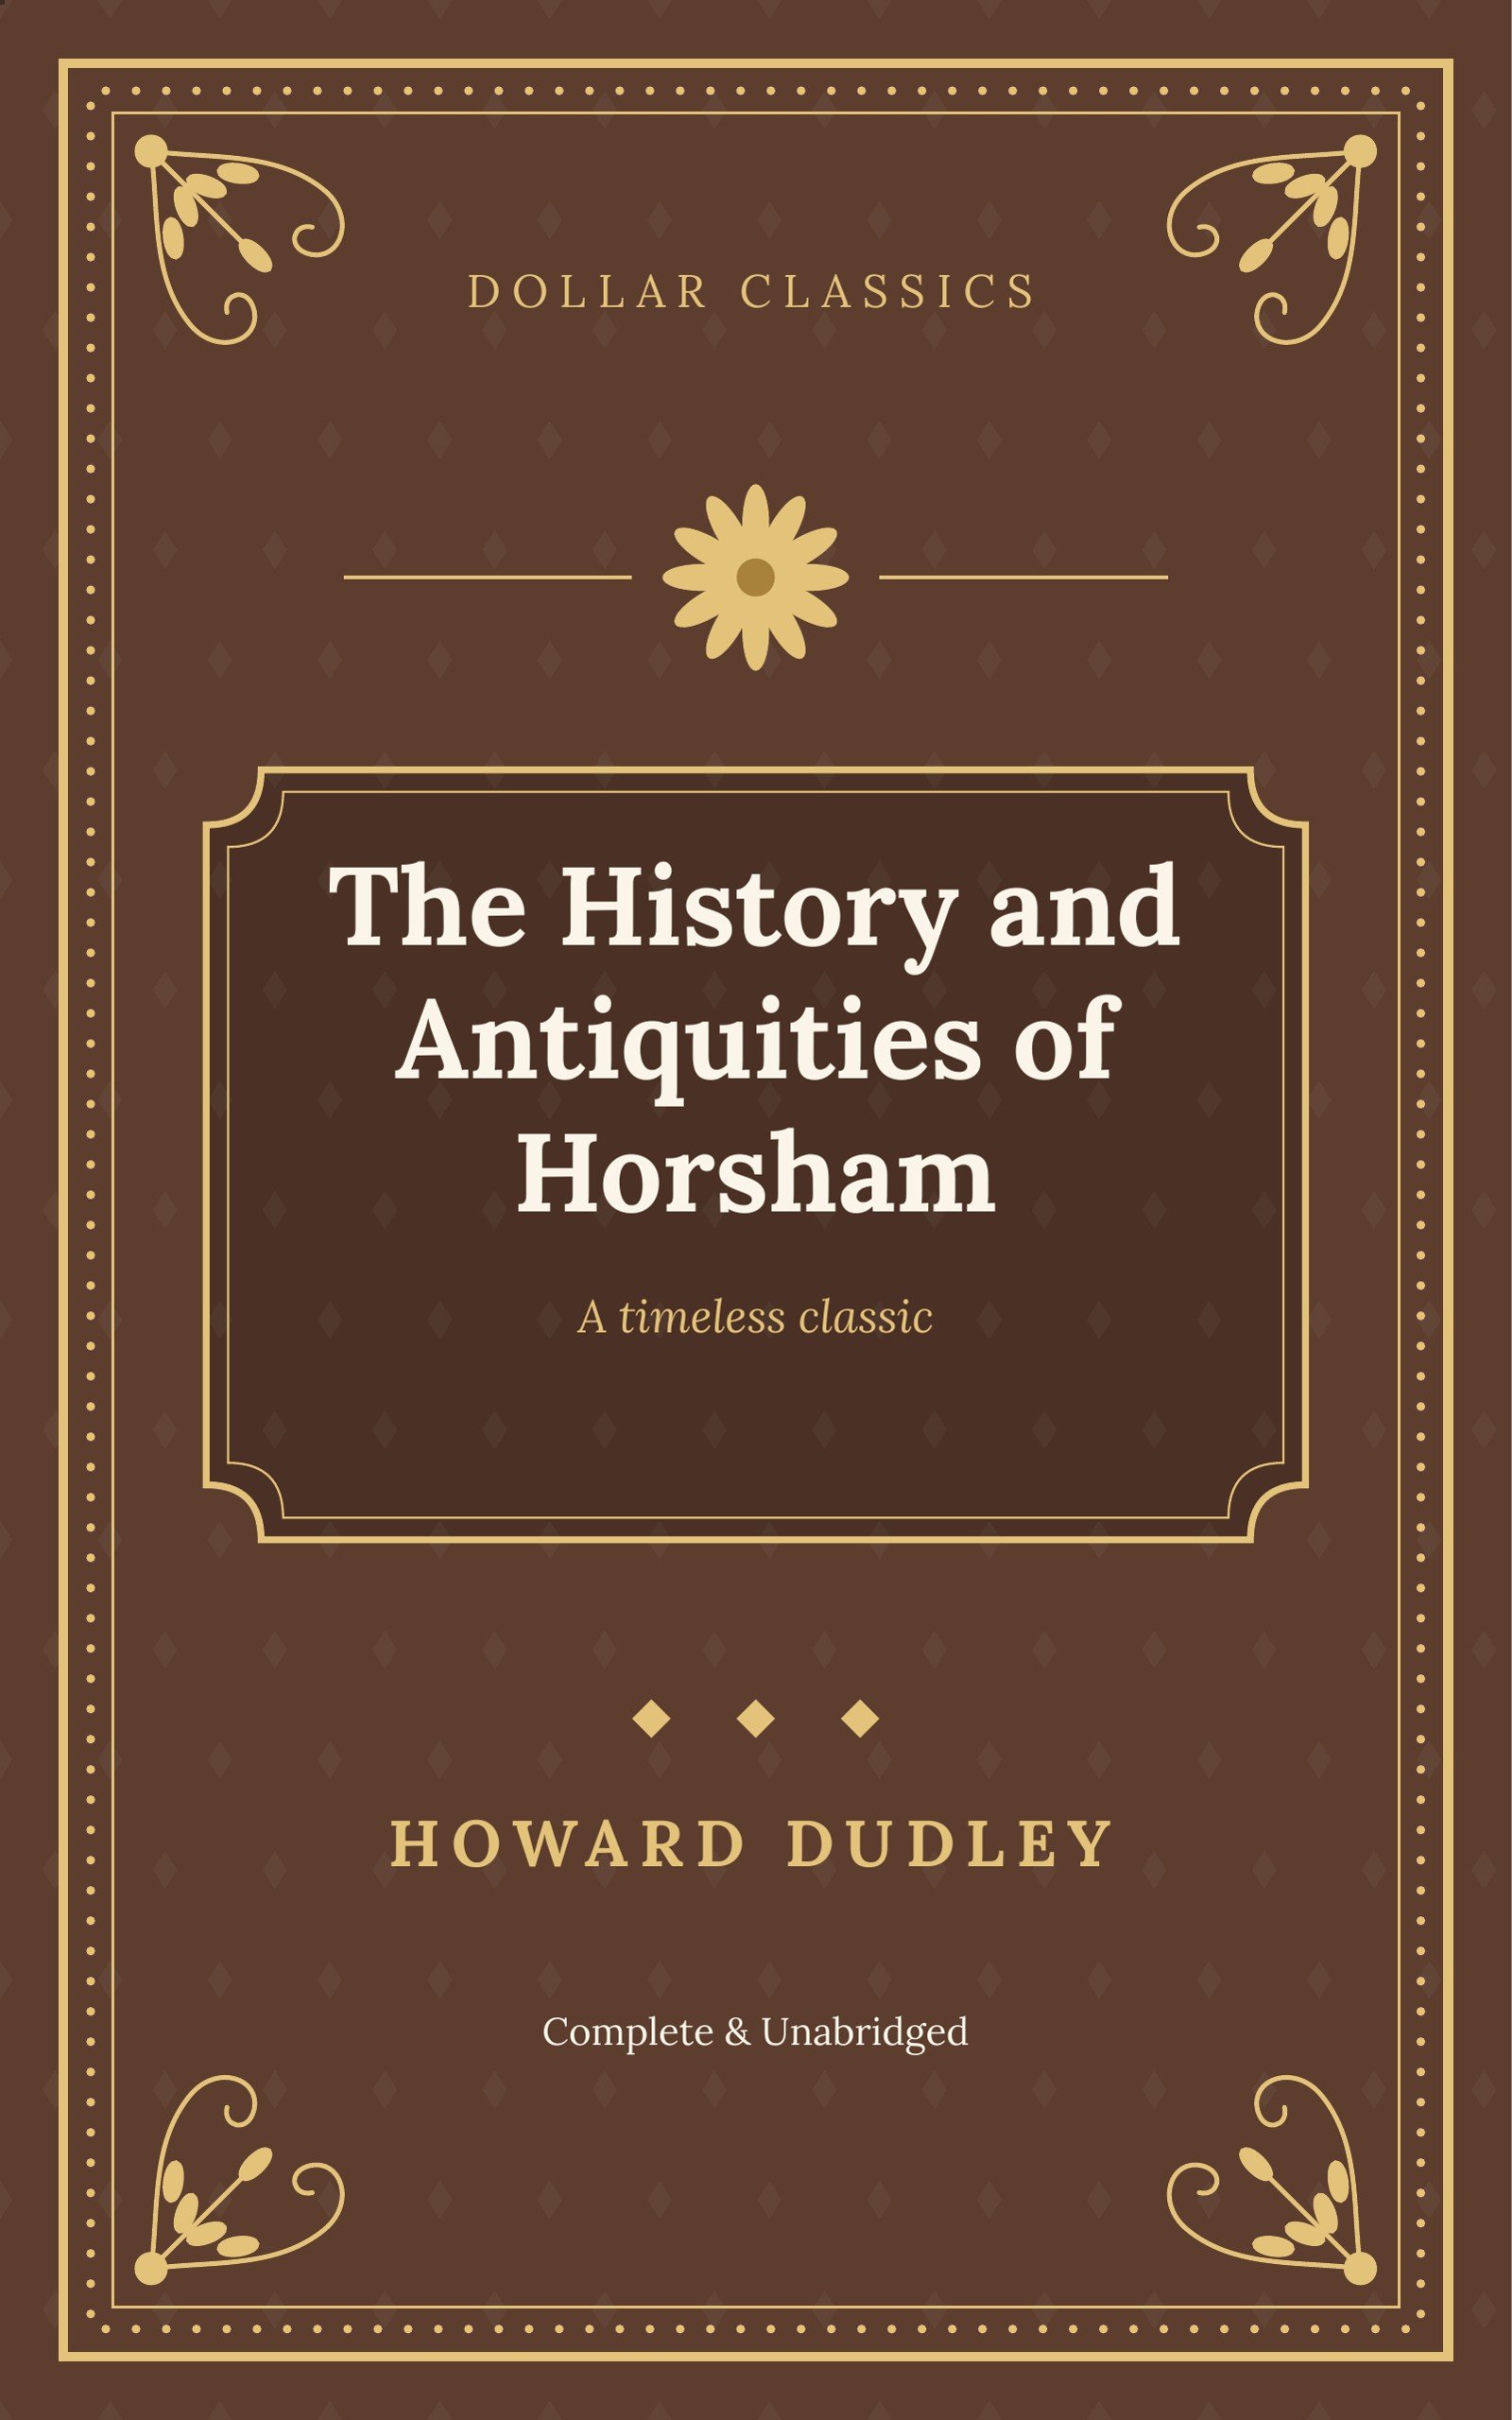 DOLLAR CLASSICS
The History and
Antiquities of
Horsham
A timeless classic
HOWARD DUDLEY
Complete & Unabridged